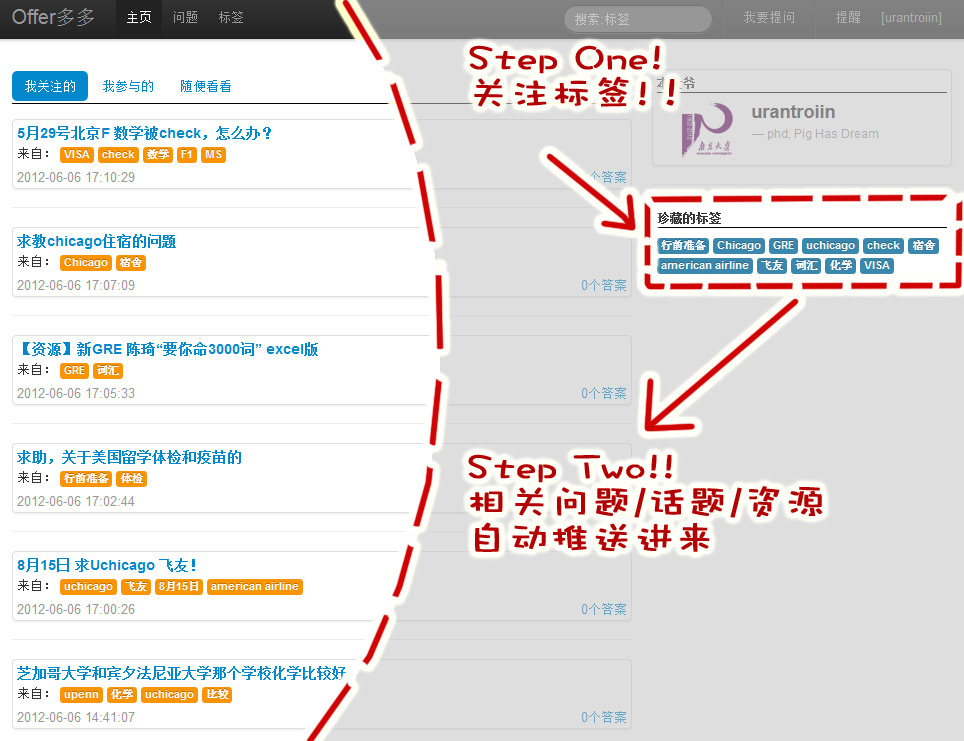 Offer多多 主页 问题 标签 搜索:标签 我要提问 提醒 [urantroiin]
Step One!
关注标签!!
我关注的 我参与的 随便看看
urantroiin
— phd, Pig Has Dream
5月29号北京F 数学被check，怎么办？
来自： VISA check 数学 F1 MS
2012-06-06 17:10:29 个答案
珍藏的标签
行前准备 Chicago GRE uchicago check 宿舍
american airline 飞友 词汇 化学 VISA
求教chicago住宿的问题
来自： Chicago 宿舍
2012-06-06 17:07:09 0个答案
【资源】新GRE 陈琦“要你命3000词” excel版
来自： GRE 词汇
2012-06-06 17:05:33 0个答案
Step Two!!
相关问题/话题/资源
自动推送进来
求助，关于美国留学体检和疫苗的
来自： 行前准备 体检
2012-06-06 17:02:44
8月15日 求Uchicago 飞友！
来自： uchicago 飞友 8月15日 american airline
2012-06-06 17:00:26 0个答案
芝加哥大学和宾夕法尼亚大学那个学校化学比较好
来自： upenn 化学 uchicago 比较
2012-06-06 14:41:07 0个答案